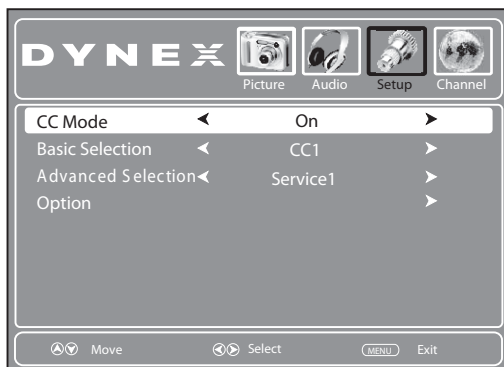 DYNEX
Picture Audio Setup Channel
CC Mode On
Basic Selection CC1
Advanced Selection Service1
Option
Move Select MENU Exit